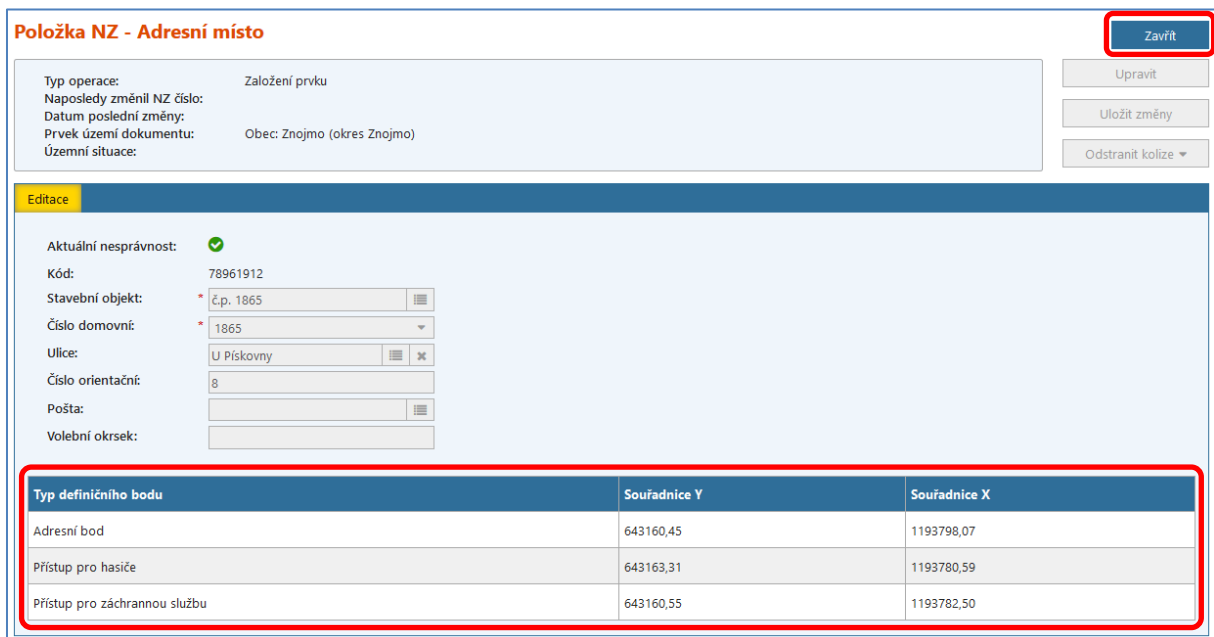 Položka NZ - Adresní místo
Zavřít
Typ operace: Založení prvku
Naposledy změnil NZ číslo:
Datum poslední změny:
Prvek území dokumentu: Obec: Znojmo (okres Znojmo)
Územní situace:
Upravit
Uložit změny
Odstranit kolize
Editace
Aktuální nesprávnost:
Kód: 78961912
Stavební objekt: * č.p. 1865
Číslo domovní: * 1865
Ulice: U Pískovny
Číslo orientační: 8
Pošta:
Volební okrsek:
Typ definičního bodu Souřadnice Y Souřadnice X
Adresní bod 643160,45 1193798,07
Přístup pro hasiče 643163,31 1193780,59
Přístup pro záchrannou službu 643160,55 1193782,50